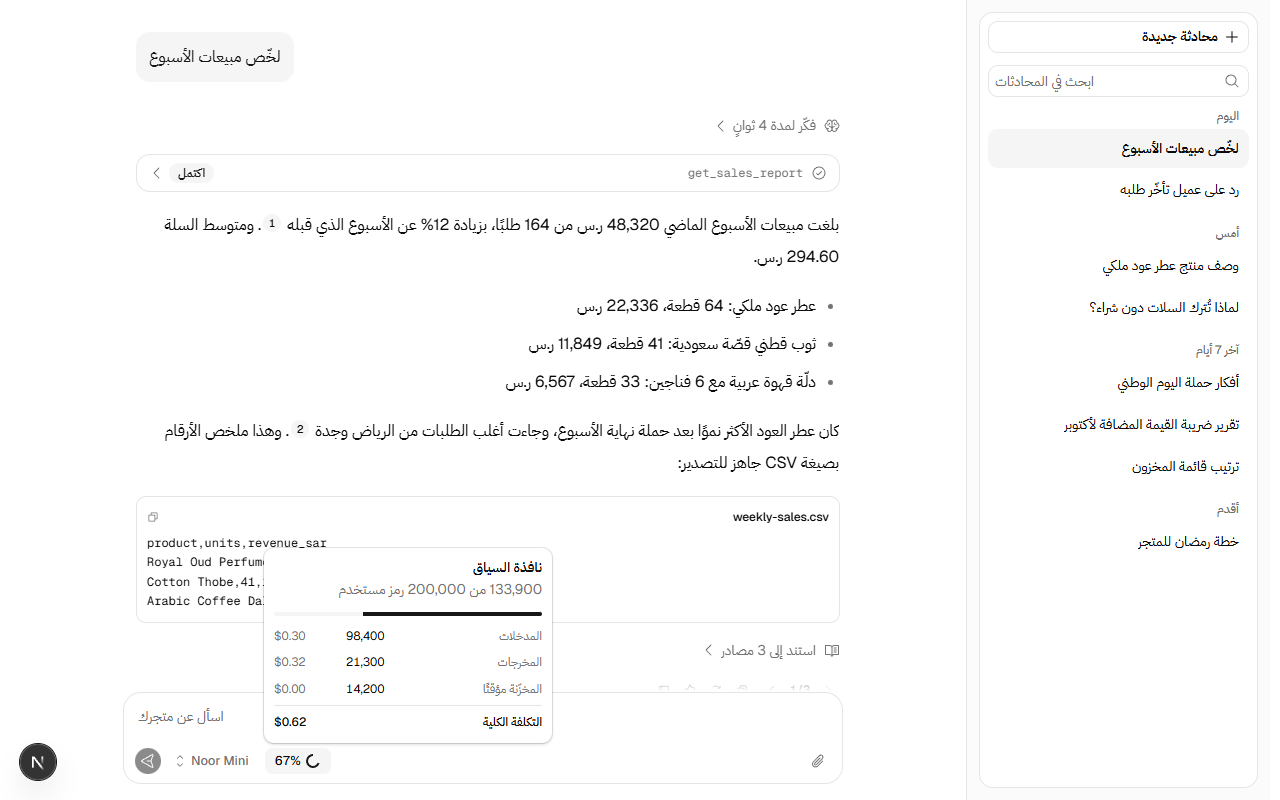 محادثة جديدة
ابحث في المحادثات
اليوم
لخّص مبيعات الأسبوع
رد على عميل تأخّر طلبه
أمس
وصف منتج عطر عود ملكي
لماذا تُترك السلات دون شراء؟
آخر 7 أيام
أفكار حملة اليوم الوطني
تقرير ضريبة القيمة المضافة لأكتوبر
ترتيب قائمة المخزون
أقدم
خطة رمضان للمتجر
لخّص مبيعات الأسبوع
فكّر لمدة 4 ثوانٍ
get_sales_report اكتمل
بلغت مبيعات الأسبوع الماضي 48,320 ر.س من 164 طلبًا، بزيادة 12% عن الأسبوع الذي قبله 1 . ومتوسط السلة
294.60 ر.س.
• عطر عود ملكي: 64 قطعة، 22,336 ر.س
• ثوب قطني قصّة سعودية: 41 قطعة، 11,849 ر.س
• دلّة قهوة عربية مع 6 فناجين: 33 قطعة، 6,567 ر.س
كان عطر العود الأكثر نموًا بعد حملة نهاية الأسبوع، وجاءت أغلب الطلبات من الرياض وجدة 2 . وهذا ملخص الأرقام
بصيغة CSV جاهز للتصدير:
weekly-sales.csv
product,units,revenue_sar
Royal Oud Perfume
Cotton Thobe,41,
Arabic Coffee
نافذة السياق
133,900 من 200,000 رمز مستخدم
المدخلات 98,400 $0.30
المخرجات 21,300 $0.32
المخزّنة مؤقتًا 14,200 $0.00
التكلفة الكلية $0.62
استند إلى 3 مصادر
اسأل عن متجرك
67%
Noor Mini
N